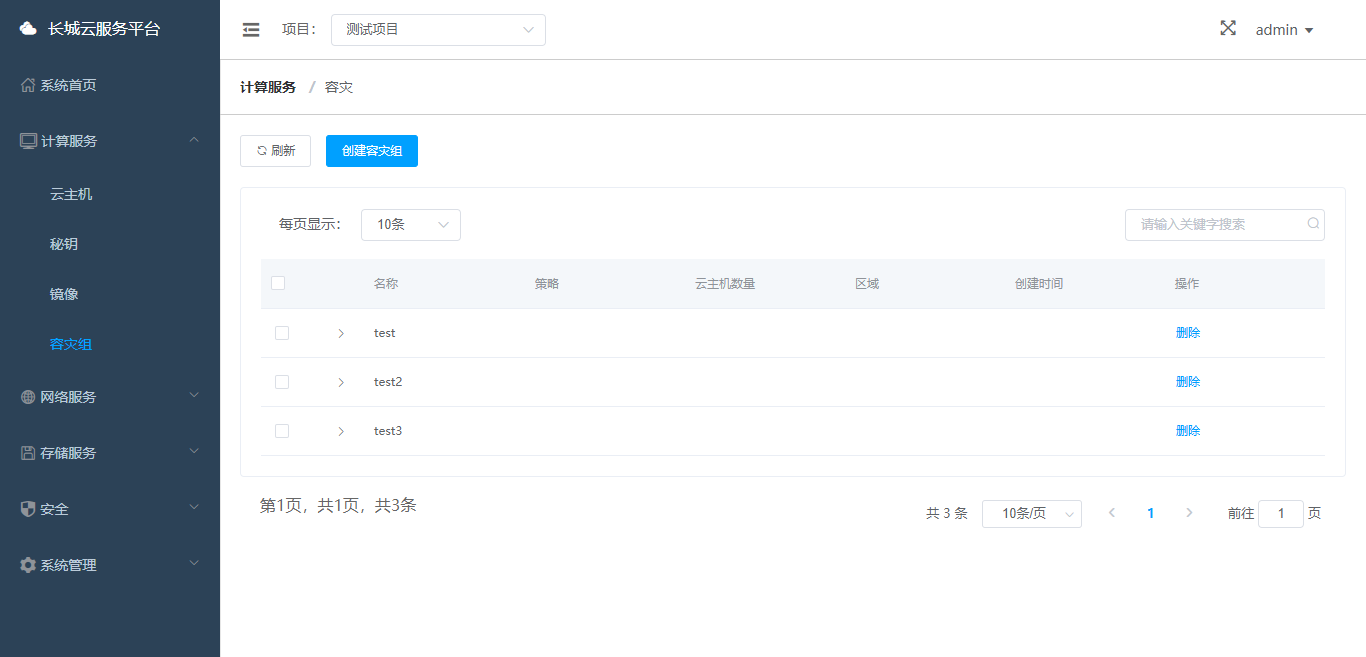 长城云服务平台
项目：
测试项目
admin
系统首页
计算服务
云主机
秘钥
镜像
容灾组
网络服务
存储服务
安全
系统管理
计算服务 / 容灾
刷新
创建容灾组
每页显示：
10条
请输入关键字搜索
名称 策略 云主机数量 区域 创建时间 操作
test 删除
test2 删除
test3 删除
第1页，共1页，共3条
共 3 条 10条/页 1 前往 1 页